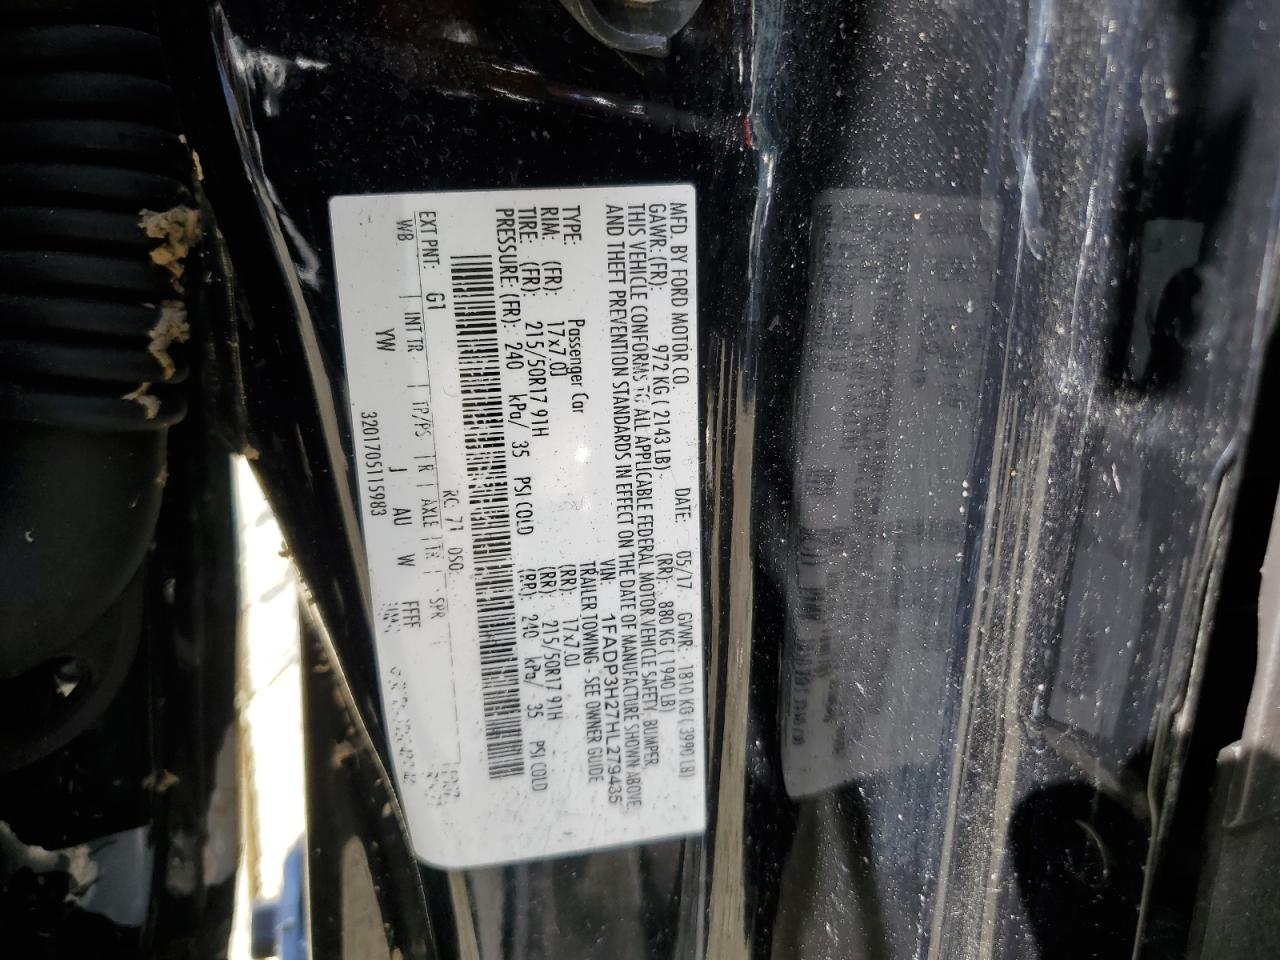 MFD. BY FORD MOTOR CO. DATE: 05/17 GVWR: 1810 KG ( 3990 LB)
GAWR: (FR): 972 KG ( 2143 LB) (RR): 880 KG ( 1940 LB)
THIS VEHICLE CONFORMS TO ALL APPLICABLE FEDERAL MOTOR VEHICLE SAFETY, BUMPER,
AND THEFT PREVENTION STANDARDS IN EFFECT ON THE DATE OF MANUFACTURE SHOWN ABOVE.
VIN: 1FADP3H27HL279435
TYPE: Passenger Car TRAILER TOWING - SEE OWNER GUIDE
RIM: (FR): 17x7.0J (RR): 17x7.0J
TIRE: (FR): 215/50R17 91H (RR): 215/50R17 91H
PRESSURE: (FR): 240 kPa/ 35 PSI COLD (RR): 240 kPa/ 35 PSI COLD
EXT PNT: G1 RC: 71 DSO:
WB INT TR TP/PS R AXLE TR SPR
YW J AU W FFFF
3201705115983